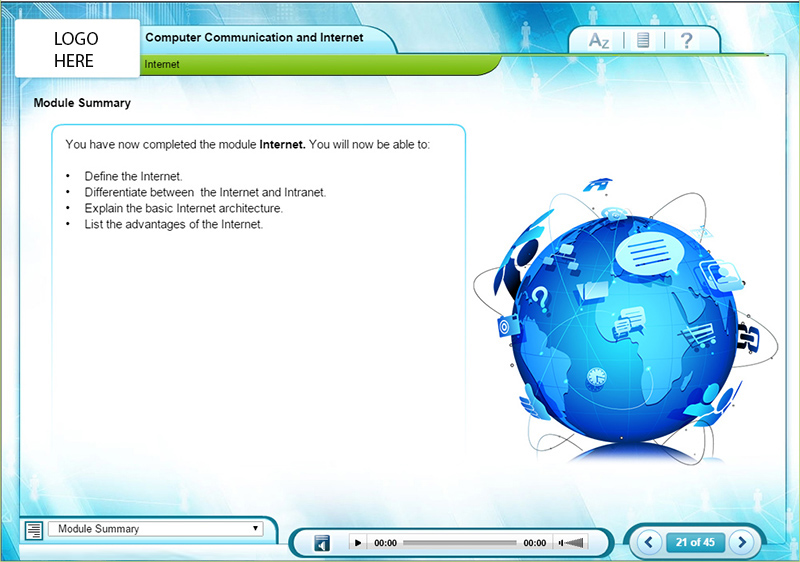 LOGO
HERE
Computer Communication and Internet
Az
?
Internet
Module Summary
You have now completed the module Internet. You will now be able to:
• Define the Internet.
• Differentiate between the Internet and Intranet.
• Explain the basic Internet architecture.
• List the advantages of the Internet.
?
Module Summary
00:00
00:00
21 of 45